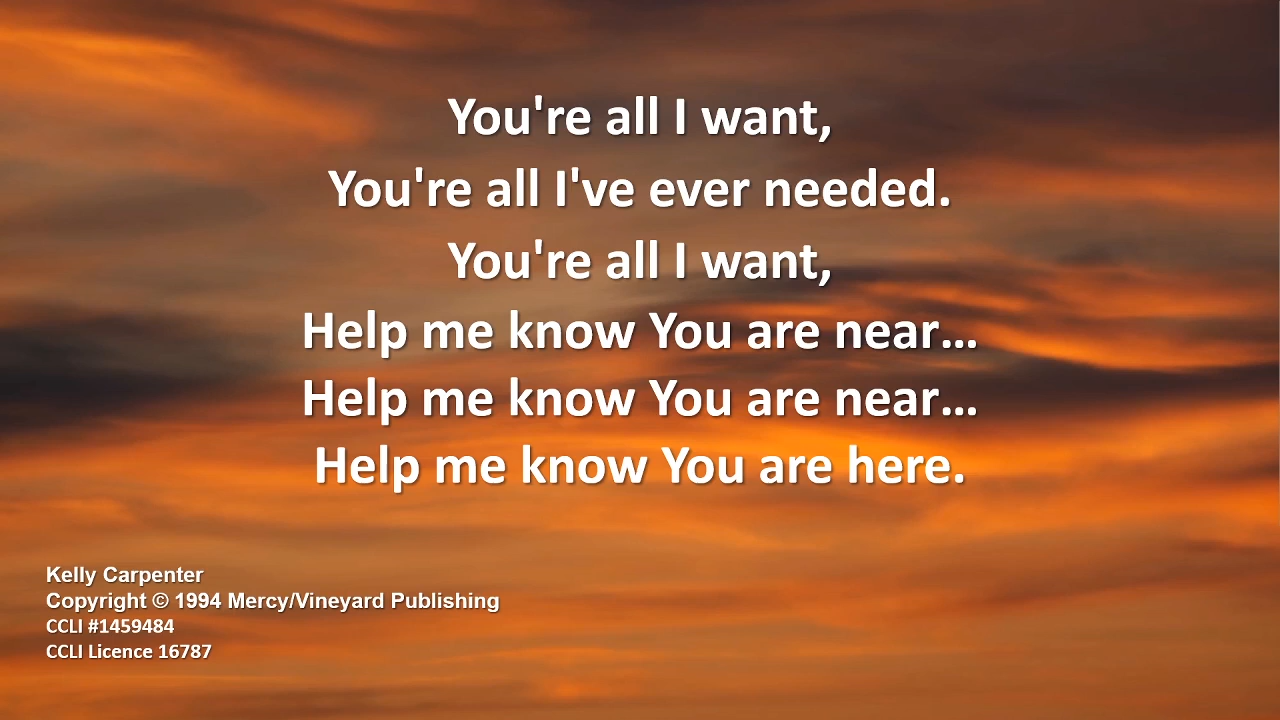 You're all I want,
You're all I've ever needed.
You're all I want,
Help me know You are near…
Help me know You are near…
Help me know You are here.
Kelly Carpenter
Copyright © 1994 Mercy/Vineyard Publishing
CCLI #1459484
CCLI Licence 16787